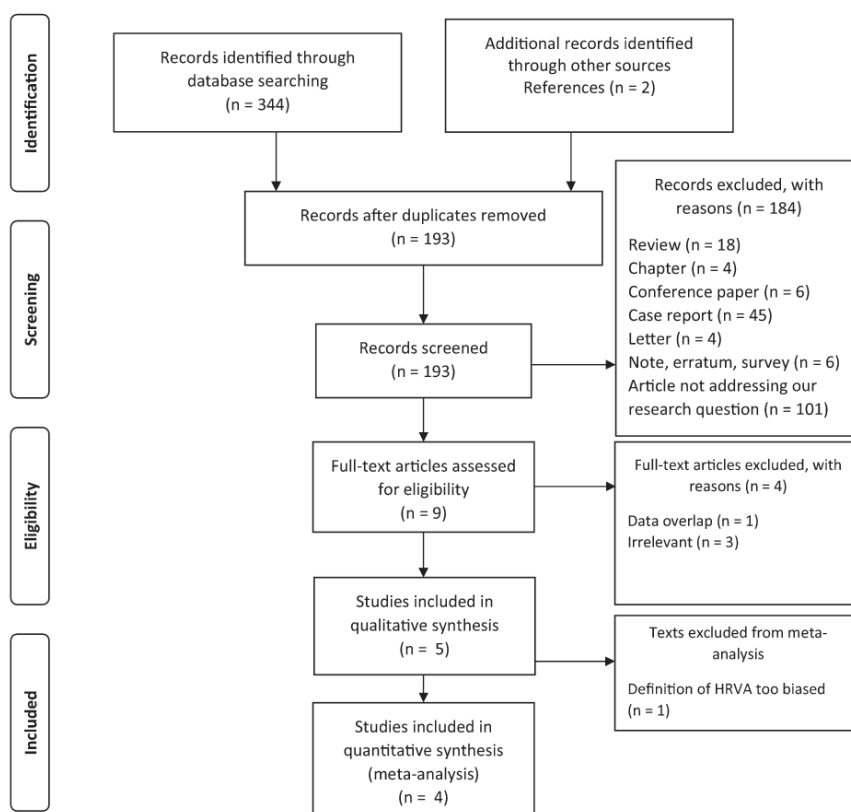 Identification
Records identified through
database searching
(n = 344)
Additional records identified
through other sources
References (n = 2)
Records after duplicates removed
(n = 193)
Screening
Records screened
(n = 193)
Records excluded, with
reasons (n = 184)
Review (n = 18)
Chapter (n = 4)
Conference paper (n = 6)
Case report (n = 45)
Letter (n = 4)
Note, erratum, survey (n = 6)
Article not addressing our
research question (n = 101)
Eligibility
Full-text articles assessed
for eligibility
(n = 9)
Full-text articles excluded, with
reasons (n = 4)
Data overlap (n = 1)
Irrelevant (n = 3)
Studies included in
qualitative synthesis
(n = 5)
Included
Texts excluded from meta-
analysis
Definition of HRVA too biased
(n = 1)
Studies included in
quantitative synthesis
(meta-analysis)
(n = 4)